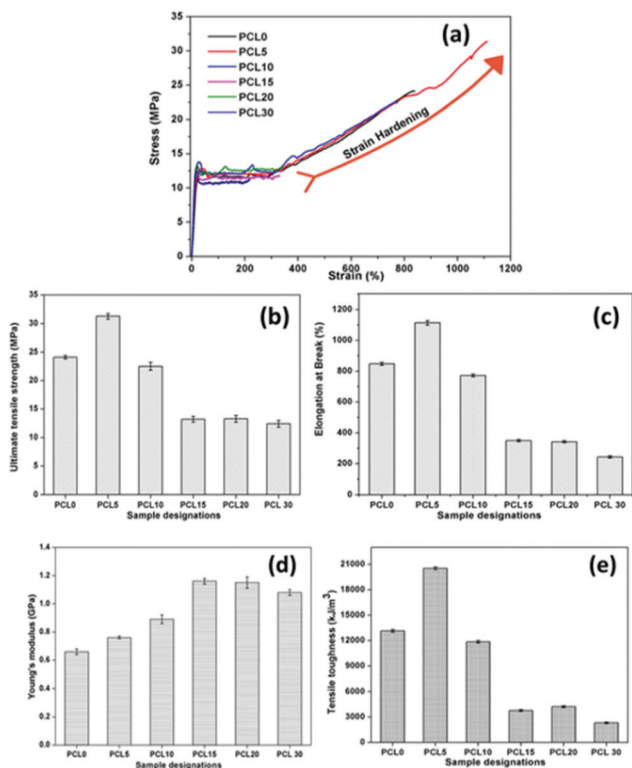 (a)
PCL0
PCL5
PCL10
PCL15
PCL20
PCL30
Strain Hardening
Stress (MPa)
35
30
25
20
15
10
5
0
0 200 400 600 800 1000 1200
Strain (%)
(b)
Ultimate tensile strength (MPa)
35
30
25
20
15
10
5
0
PCL0 PCL5 PCL10 PCL15 PCL20 PCL 30
Sample designations
(c)
Elongation at Break (%)
1200
1000
800
600
400
200
0
PCL0 PCL5 PCL10 PCL15 PCL20 PCL 30
Sample designations
(d)
Young's modulus (GPa)
1.4
1.2
1.0
0.8
0.6
0.4
0.2
0.0
PCL0 PCL5 PCL10 PCL15 PCL20 PCL 30
Sample designations
(e)
Tensile toughness (kJ/m³)
21000
18000
15000
12000
9000
6000
3000
0
PCL0 PCL5 PCL10 PCL15 PCL20 PCL 30
Sample designations